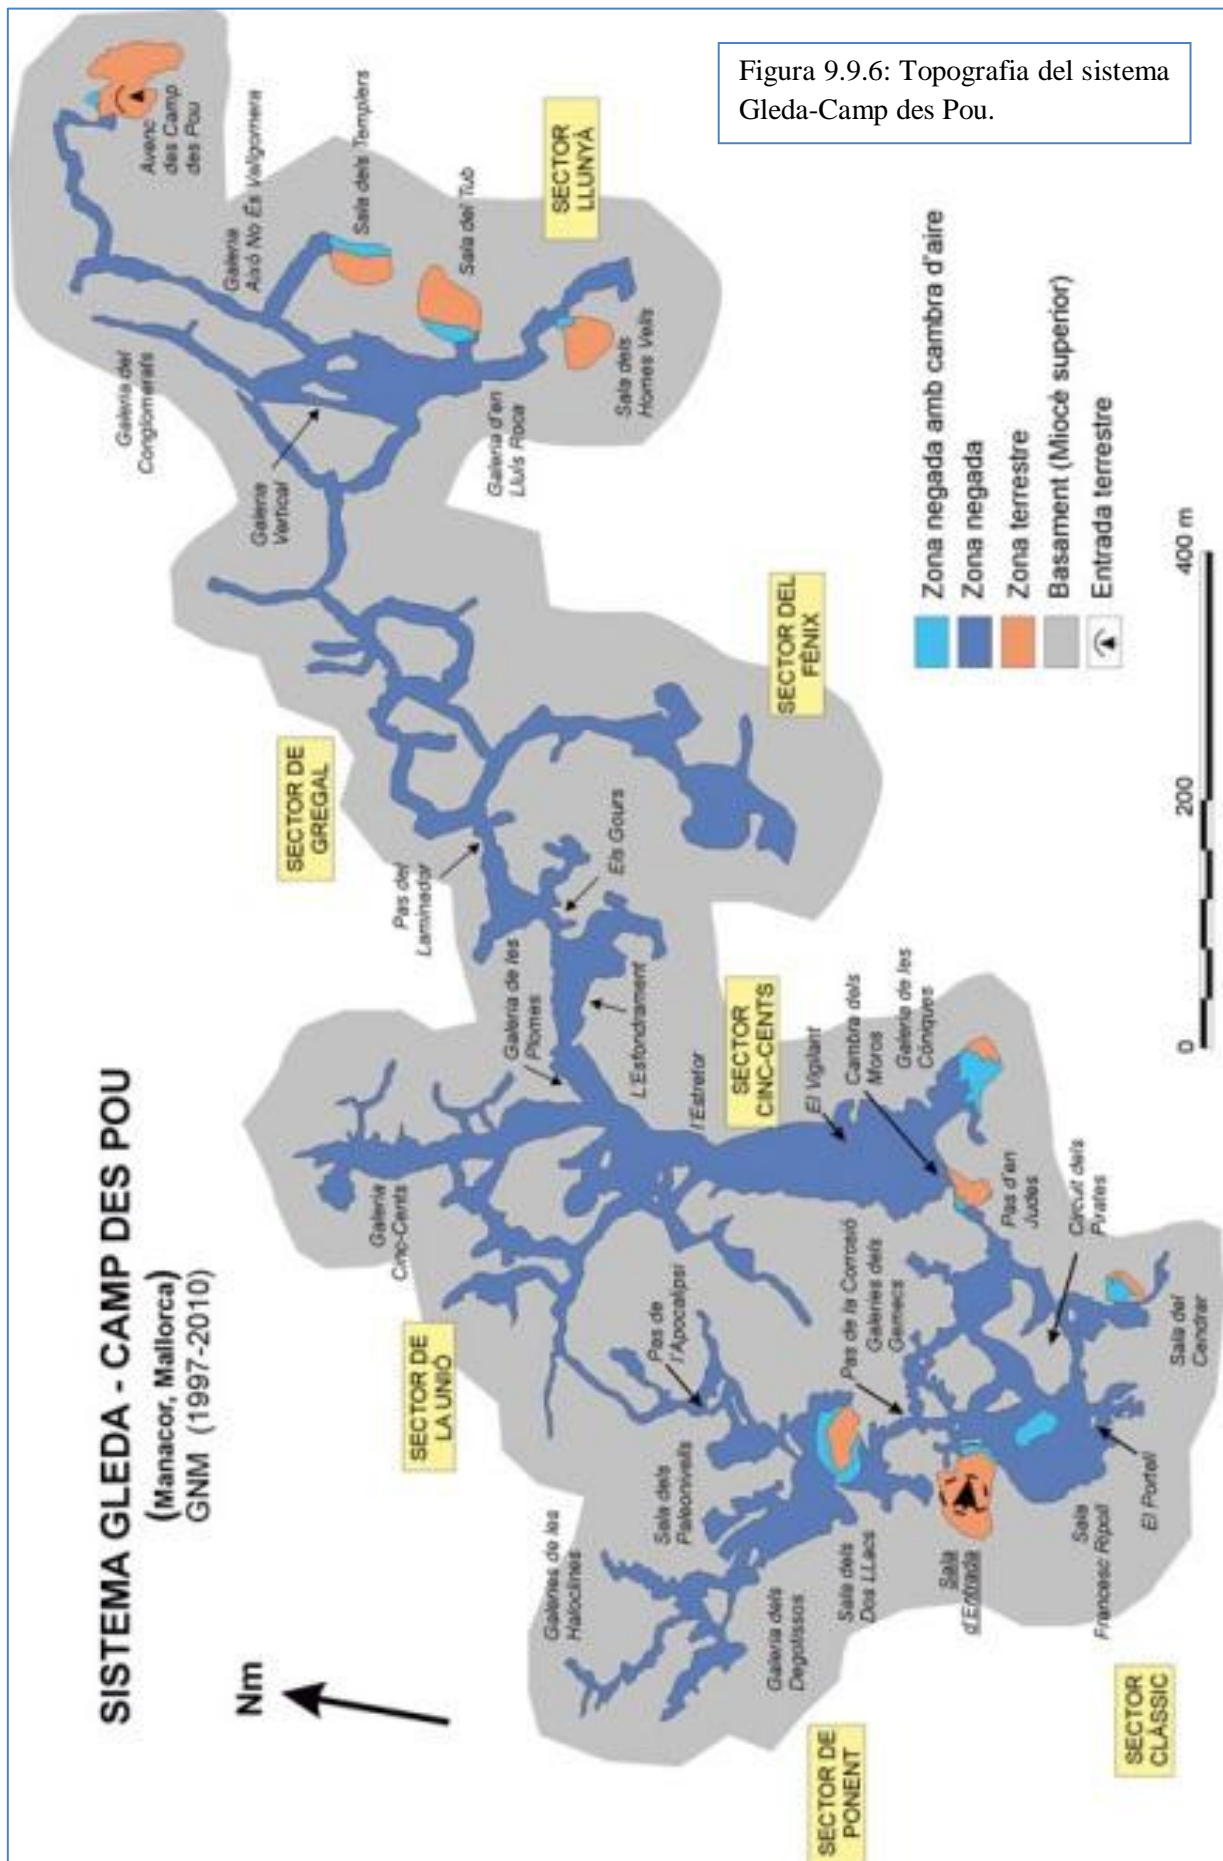 Figura 9.9.6: Topografia del sistema
Gleda-Camp des Pou.
SISTEMA GLEDA - CAMP DES POU
(Manacor, Mallorca)
GNM (1997-2010)
Nm
Avenc
des Camp
des Pou
Galeria
Això No És Vallgornera
Sala dels Templers
Sala del Tub
SECTOR
LLUNYÀ
Galeria del
Conglomerats
Galeria
Vertical
Galeria d'en
Lluís Roca
Sala dels
Homes Vells
SECTOR DE
GREGAL
Pas del
Laminador
Els Gours
SECTOR DEL
FÈNIX
Galeria de les
Plomes
L'Esfondrament
l'Estretor
SECTOR
CINC-CENTS
El Vigilant
Cambra dels
Moros
Galeria de les
Còniques
Galeria
Cinc-Cents
SECTOR DE
LA UNIÓ
Pas de
l'Apocalipsi
Pas de la Corrosió
Galeries dels
Gemecs
Pas d'en
Judes
Circuit dels
Pirates
Sala del
Cendrar
Galeries de les
Haloclines
Sala dels
Paleonivells
Galeria dels
Degotissos
Sala dels
Dos LLacs
Sala
d'Entrada
Sala
Francesc Ripoll
El Portell
SECTOR DE
PONENT
SECTOR
CLÀSSIC
Zona negada amb cambra d'aire
Zona negada
Zona terrestre
Basament (Miocè superior)
Entrada terrestre
0 200 400 m